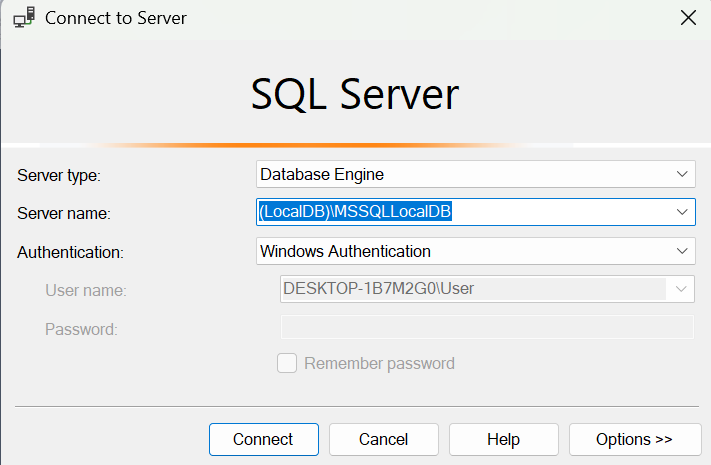 Connect to Server
SQL Server
Server type: Database Engine
Server name: (LocalDB)\MSSQLLocalDB
Authentication: Windows Authentication
User name: DESKTOP-1B7M2G0\User
Password:
Remember password
Connect Cancel Help Options >>